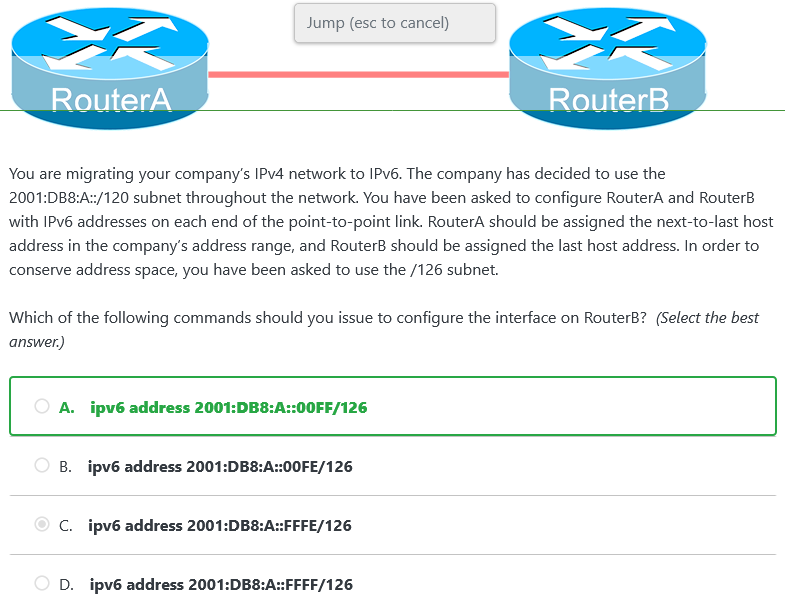 Jump (esc to cancel)
RouterA
RouterB
You are migrating your company's IPv4 network to IPv6. The company has decided to use the
2001:DB8:A::/120 subnet throughout the network. You have been asked to configure RouterA and RouterB
with IPv6 addresses on each end of the point-to-point link. RouterA should be assigned the next-to-last host
address in the company's address range, and RouterB should be assigned the last host address. In order to
conserve address space, you have been asked to use the /126 subnet.
Which of the following commands should you issue to configure the interface on RouterB? (Select the best
answer.)
A. ipv6 address 2001:DB8:A::00FF/126
B. ipv6 address 2001:DB8:A::00FE/126
C. ipv6 address 2001:DB8:A::FFFE/126
D. ipv6 address 2001:DB8:A::FFFF/126